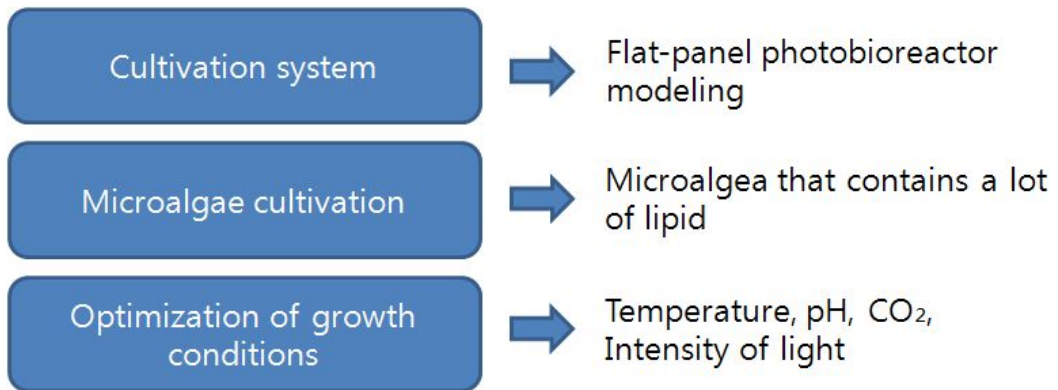 Cultivation system
Flat-panel photobioreactor
modeling
Microalgae cultivation
Microalgea that contains a lot
of lipid
Optimization of growth
conditions
Temperature, pH, CO₂,
Intensity of light